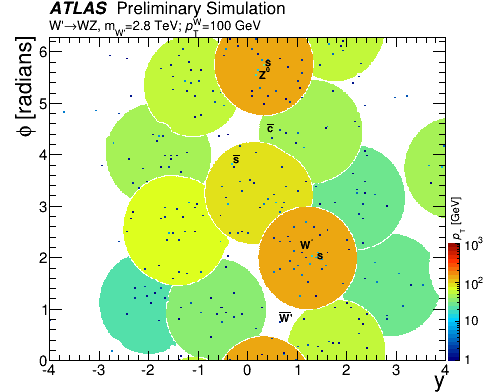 ATLAS Preliminary Simulation
W'→WZ, m_W'=2.8 TeV; p_T^W=100 GeV
ϕ [radians]
6
5
4
3
2
1
0
-4 -3 -2 -1 0 1 2 3 4
y
s
Z⁰
c̅
s̅
W
s
W̅
p_T [GeV]
10³
10²
10
1